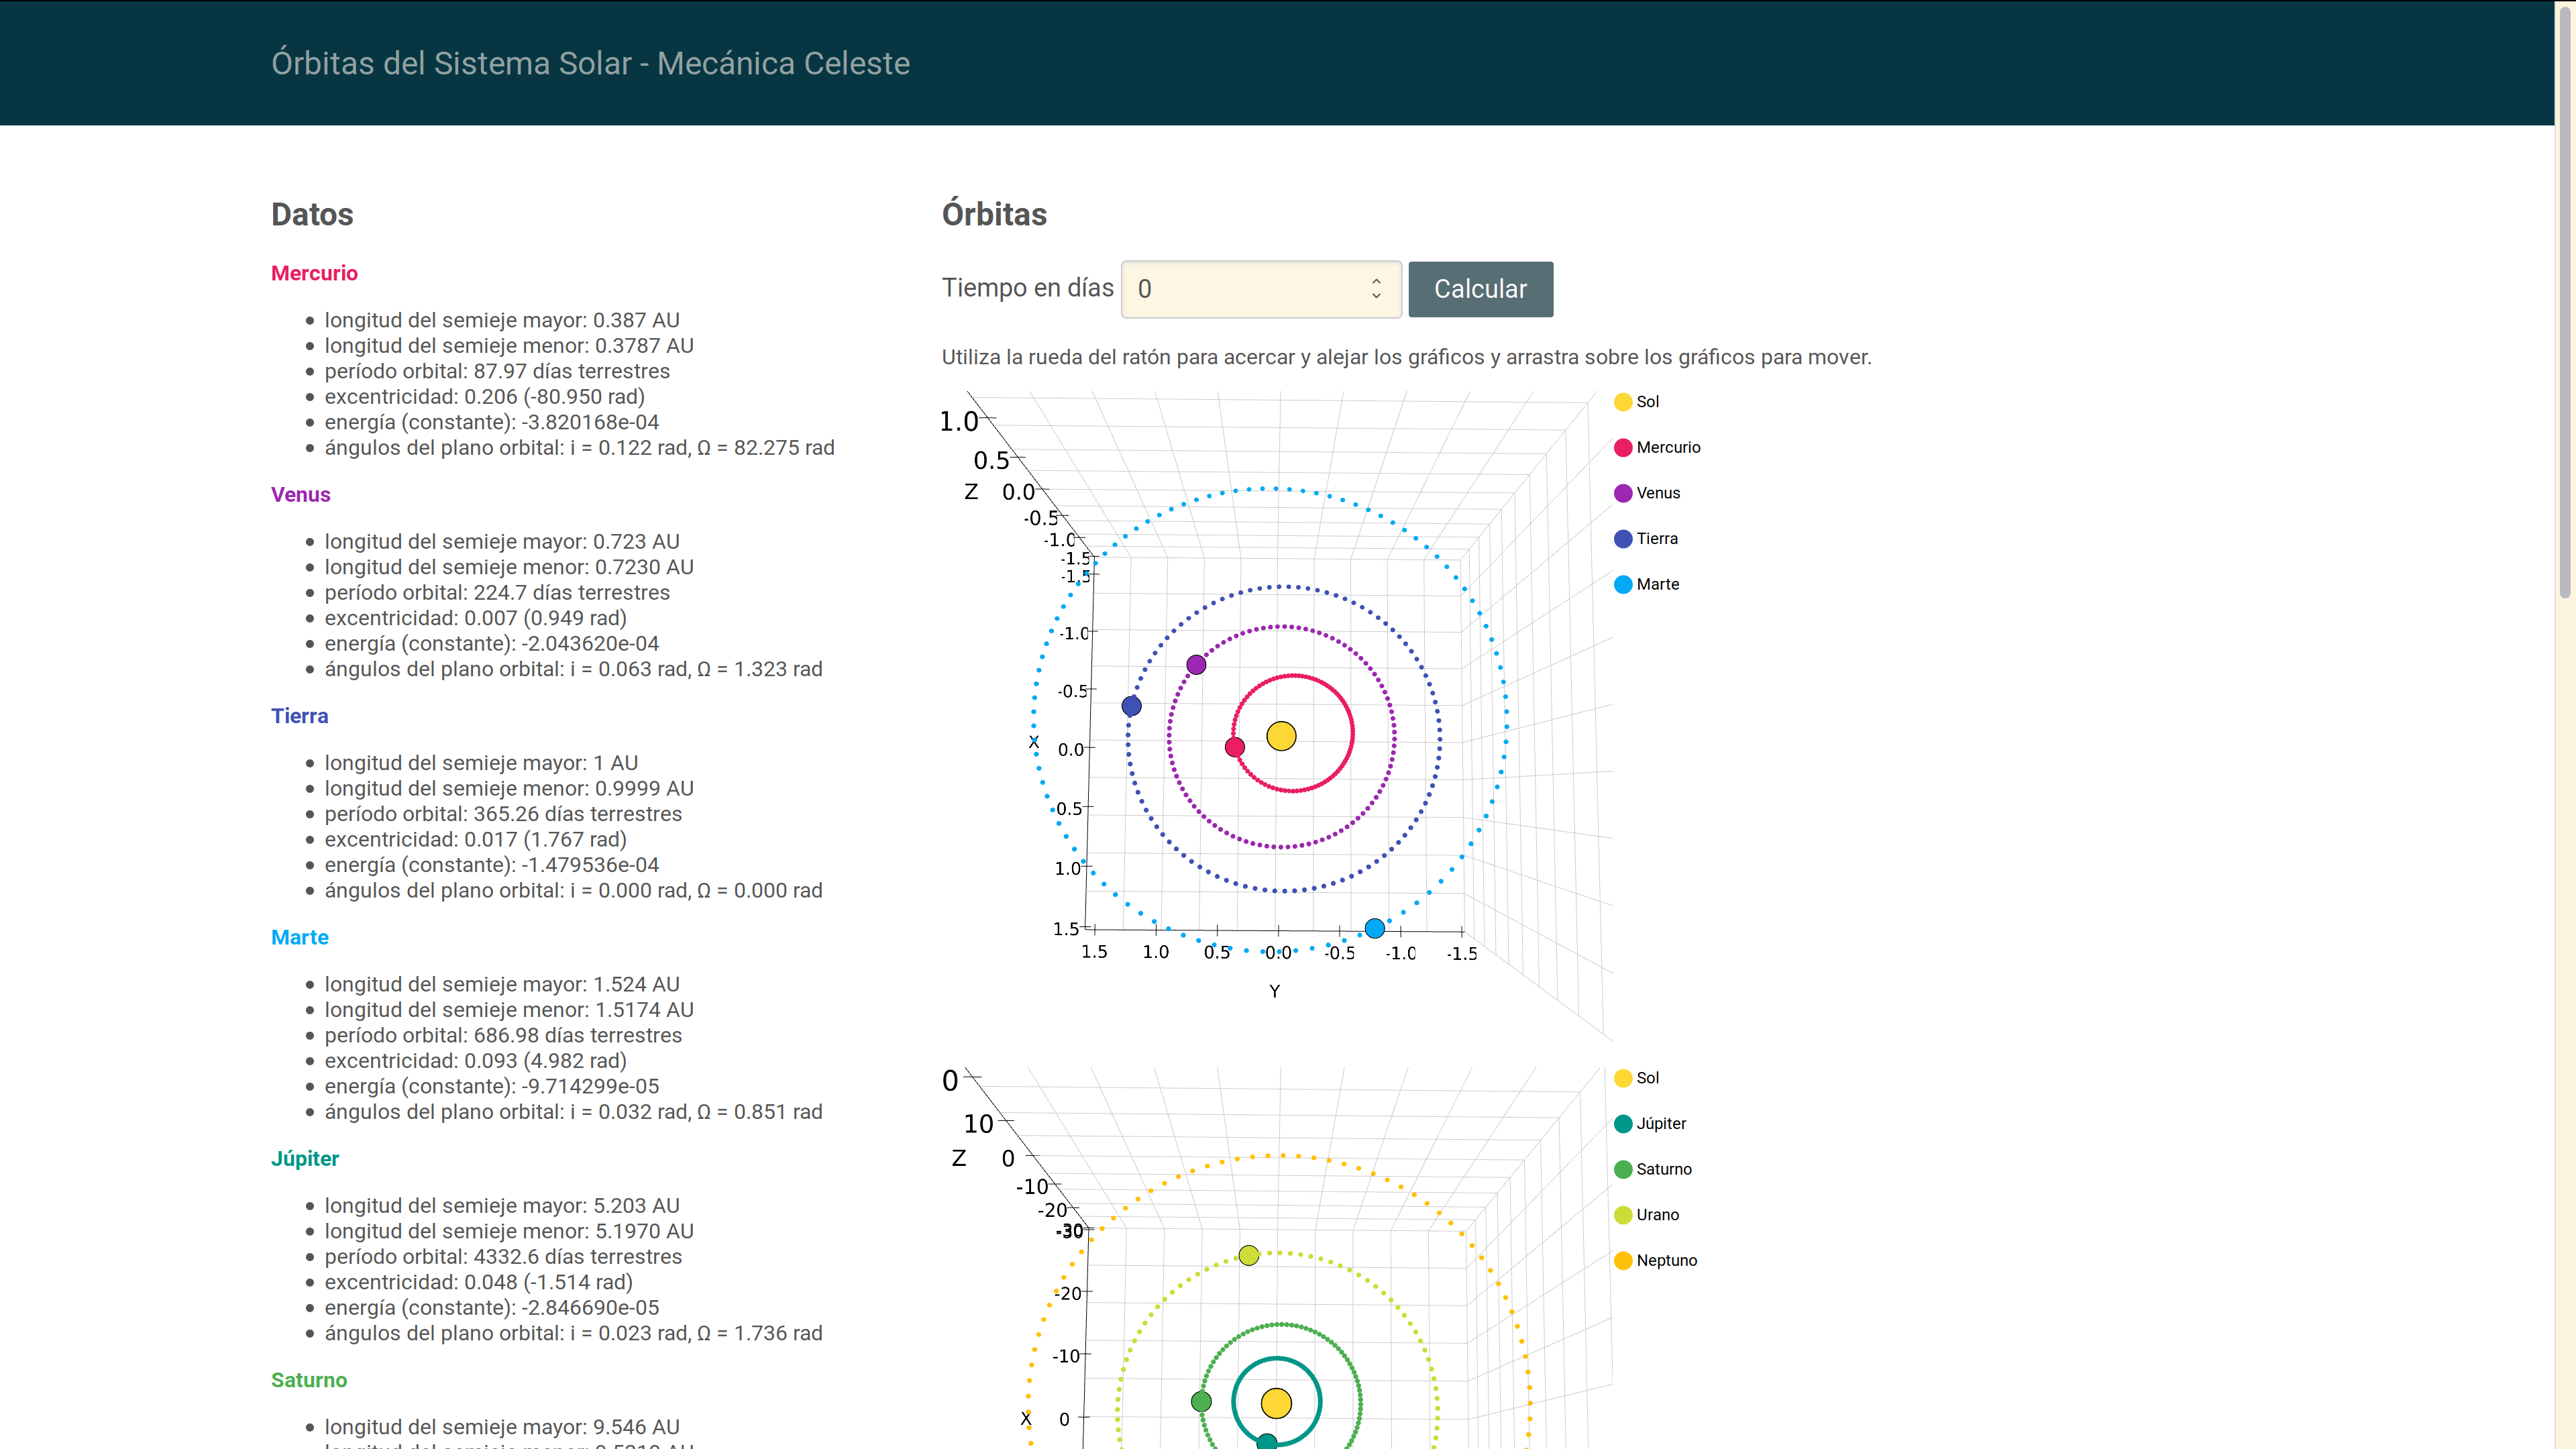 Órbitas del Sistema Solar - Mecánica Celeste
Datos
Mercurio
longitud del semieje mayor: 0.387 AU
longitud del semieje menor: 0.3787 AU
período orbital: 87.97 días terrestres
excentricidad: 0.206 (-80.950 rad)
energía (constante): -3.820168e-04
ángulos del plano orbital: i = 0.122 rad, Ω = 82.275 rad
Venus
longitud del semieje mayor: 0.723 AU
longitud del semieje menor: 0.7230 AU
período orbital: 224.7 días terrestres
excentricidad: 0.007 (0.949 rad)
energía (constante): -2.043620e-04
ángulos del plano orbital: i = 0.063 rad, Ω = 1.323 rad
Tierra
longitud del semieje mayor: 1 AU
longitud del semieje menor: 0.9999 AU
período orbital: 365.26 días terrestres
excentricidad: 0.017 (1.767 rad)
energía (constante): -1.479536e-04
ángulos del plano orbital: i = 0.000 rad, Ω = 0.000 rad
Marte
longitud del semieje mayor: 1.524 AU
longitud del semieje menor: 1.5174 AU
período orbital: 686.98 días terrestres
excentricidad: 0.093 (4.982 rad)
energía (constante): -9.714299e-05
ángulos del plano orbital: i = 0.032 rad, Ω = 0.851 rad
Júpiter
longitud del semieje mayor: 5.203 AU
longitud del semieje menor: 5.1970 AU
período orbital: 4332.6 días terrestres
excentricidad: 0.048 (-1.514 rad)
energía (constante): -2.846690e-05
ángulos del plano orbital: i = 0.023 rad, Ω = 1.736 rad
Saturno
longitud del semieje mayor: 9.546 AU
Órbitas
Tiempo en días 0 Calcular
Utiliza la rueda del ratón para acercar y alejar los gráficos y arrastra sobre los gráficos para mover.
1.0
0.5
Z 0.0
-0.5
-1.0
-1.5
-1.5
-1.0
-0.5
X 0.0
0.5
1.0
1.5
1.5 1.0 0.5 0.0 -0.5 -1.0 -1.5
Y
Sol
Mercurio
Venus
Tierra
Marte
0
10
Z 0
-10
-20
-30
-20
-10
X 0
Sol
Júpiter
Saturno
Urano
Neptuno